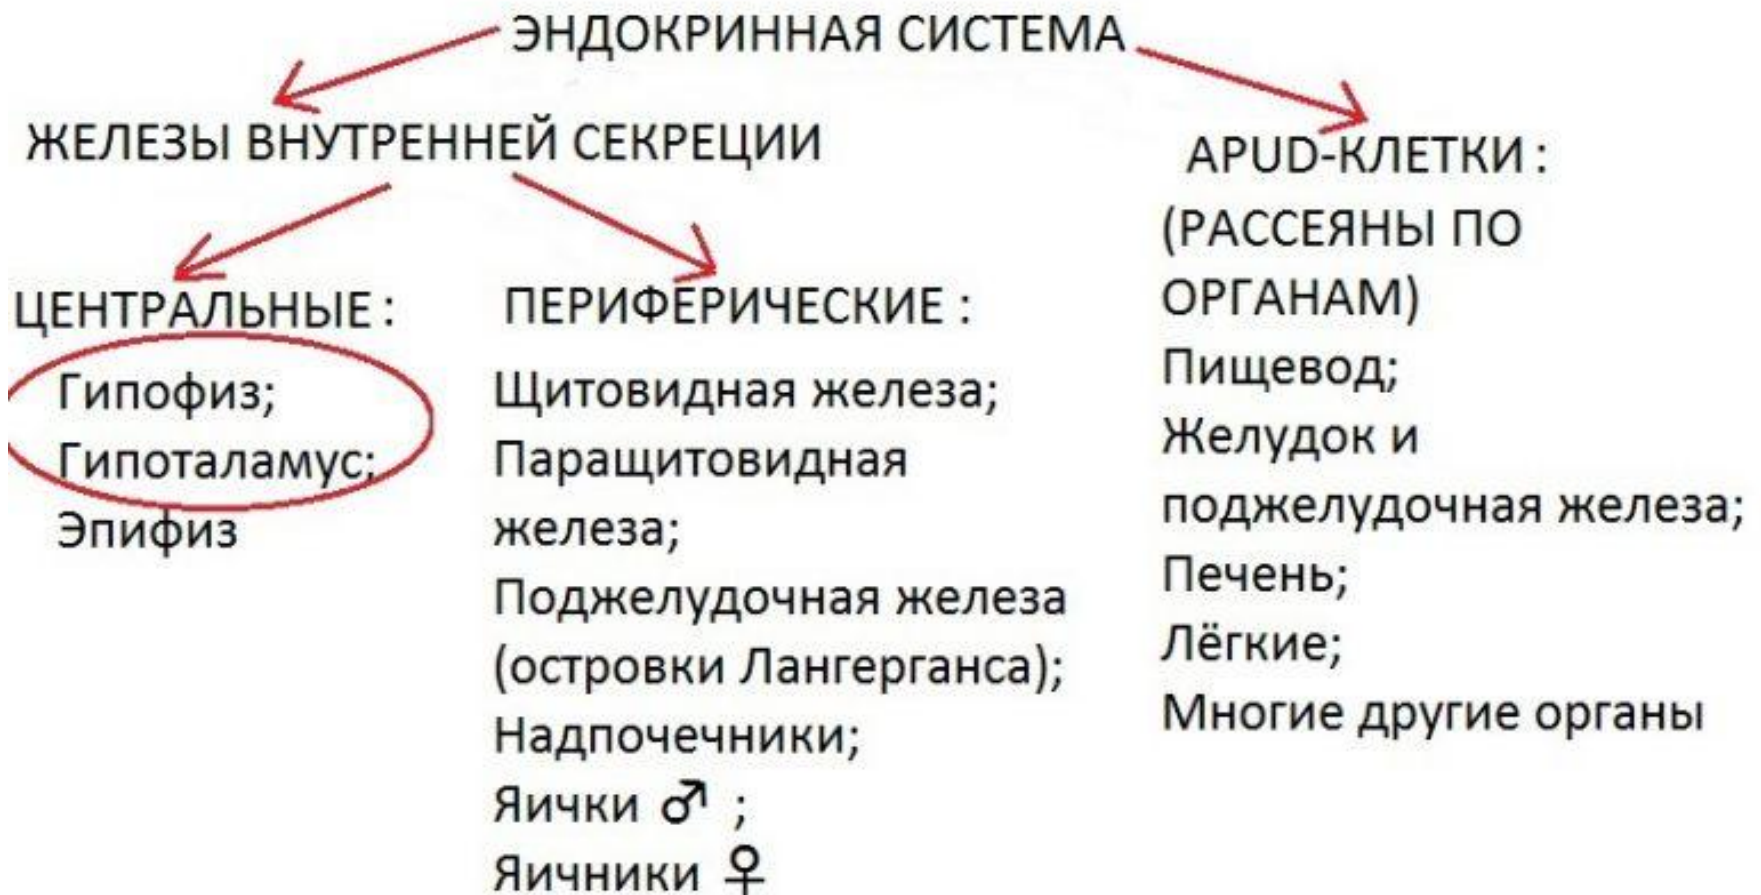 ЭНДОКРИННАЯ СИСТЕМА
ЖЕЛЕЗЫ ВНУТРЕННЕЙ СЕКРЕЦИИ
ЦЕНТРАЛЬНЫЕ :
Гипофиз;
Гипоталамус;
Эпифиз
ПЕРИФЕРИЧЕСКИЕ :
Щитовидная железа;
Паращитовидная
железа;
Поджелудочная железа
(островки Лангерганса);
Надпочечники;
Яички ♂ ;
Яичники ♀
APUD-КЛЕТКИ :
(РАССЕЯНЫ ПО
ОРГАНАМ)
Пищевод;
Желудок и
поджелудочная железа;
Печень;
Лёгкие;
Многие другие органы